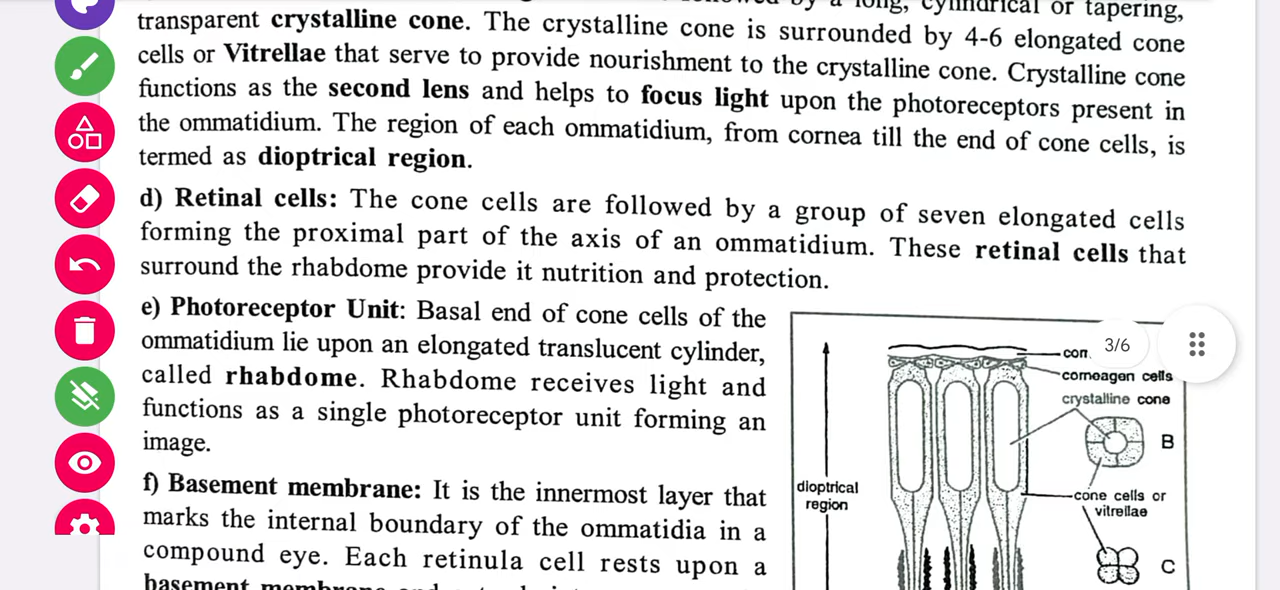 by a long, cylindrical or tapering,
transparent crystalline cone. The crystalline cone is surrounded by 4-6 elongated cone
cells or Vitrellae that serve to provide nourishment to the crystalline cone. Crystalline cone
functions as the second lens and helps to focus light upon the photoreceptors present in
the ommatidium. The region of each ommatidium, from cornea till the end of cone cells, is
termed as dioptrical region.
d) Retinal cells: The cone cells are followed by a group of seven elongated cells
forming the proximal part of the axis of an ommatidium. These retinal cells that
surround the rhabdome provide it nutrition and protection.
e) Photoreceptor Unit: Basal end of cone cells of the
ommatidium lie upon an elongated translucent cylinder,
called rhabdome. Rhabdome receives light and
functions as a single photoreceptor unit forming an
image.
f) Basement membrane: It is the innermost layer that
marks the internal boundary of the ommatidia in a
compound eye. Each retinula cell rests upon a
basement membrane
3/6
corneagen cells
crystalline cone
B
dioptrical
region
cone cells or
vitrellae
C